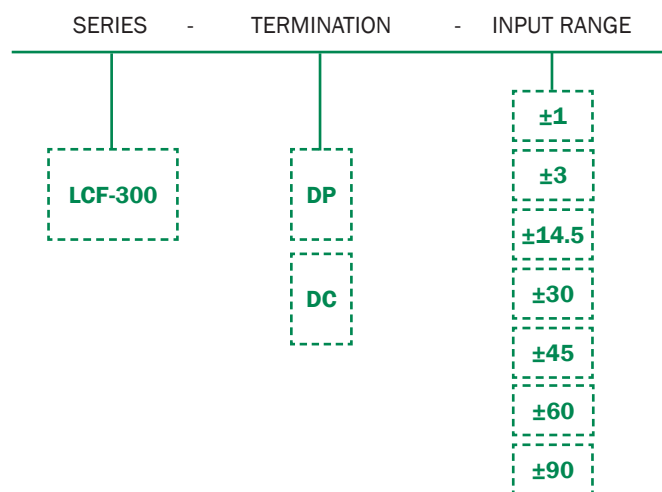 SERIES - TERMINATION - INPUT RANGE
LCF-300
DP
DC
±1
±3
±14.5
±30
±45
±60
±90